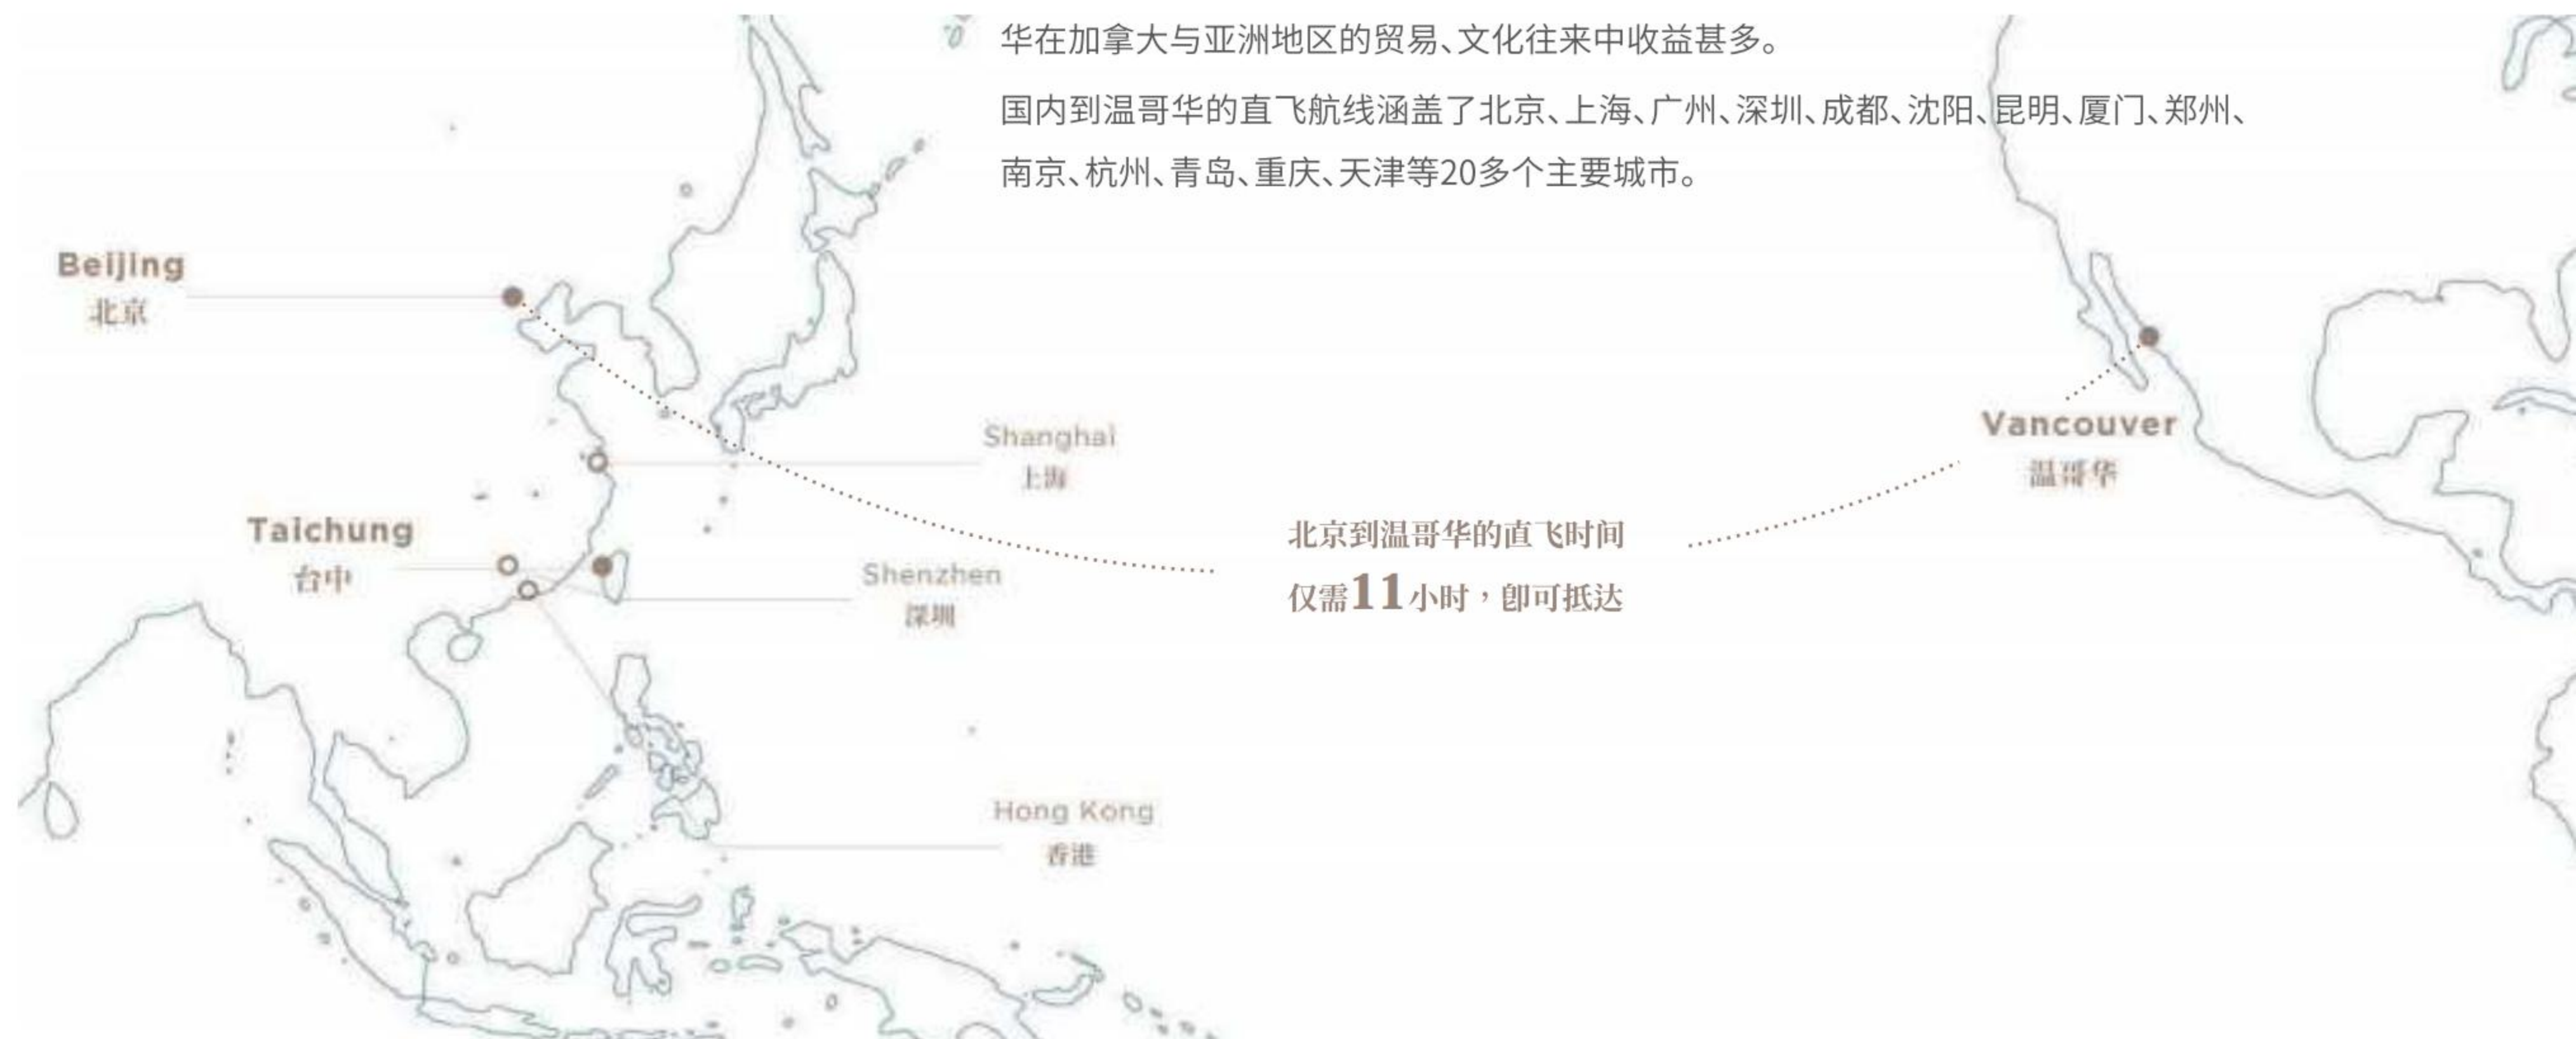 华在加拿大与亚洲地区的贸易、文化往来中收益甚多。
国内到温哥华的直飞航线涵盖了北京、上海、广州、深圳、成都、沈阳、昆明、厦门、郑州、
南京、杭州、青岛、重庆、天津等20多个主要城市。
Beijing
北京
Shanghai
上海
Vancouver
温哥华
Taichung
台中
北京到温哥华的直飞时间
仅需11小时，即可抵达
Shenzhen
深圳
Hong Kong
香港